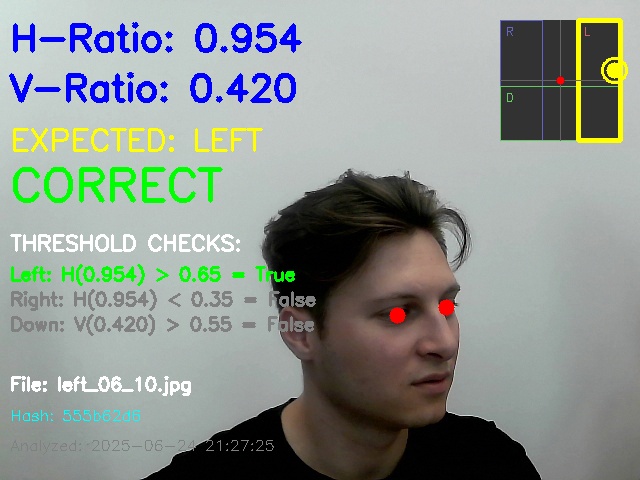 H-Ratio: 0.954
V-Ratio: 0.420
EXPECTED: LEFT
CORRECT
THRESHOLD CHECKS:
Left: H(0.954) > 0.65 = True
Right: H(0.954) < 0.35 = False
Down: V(0.420) > 0.55 = False
File: left_06_10.jpg
Hash: 555b62d6
Analyzed: 2025-06-24 21:27:25
R
L
D